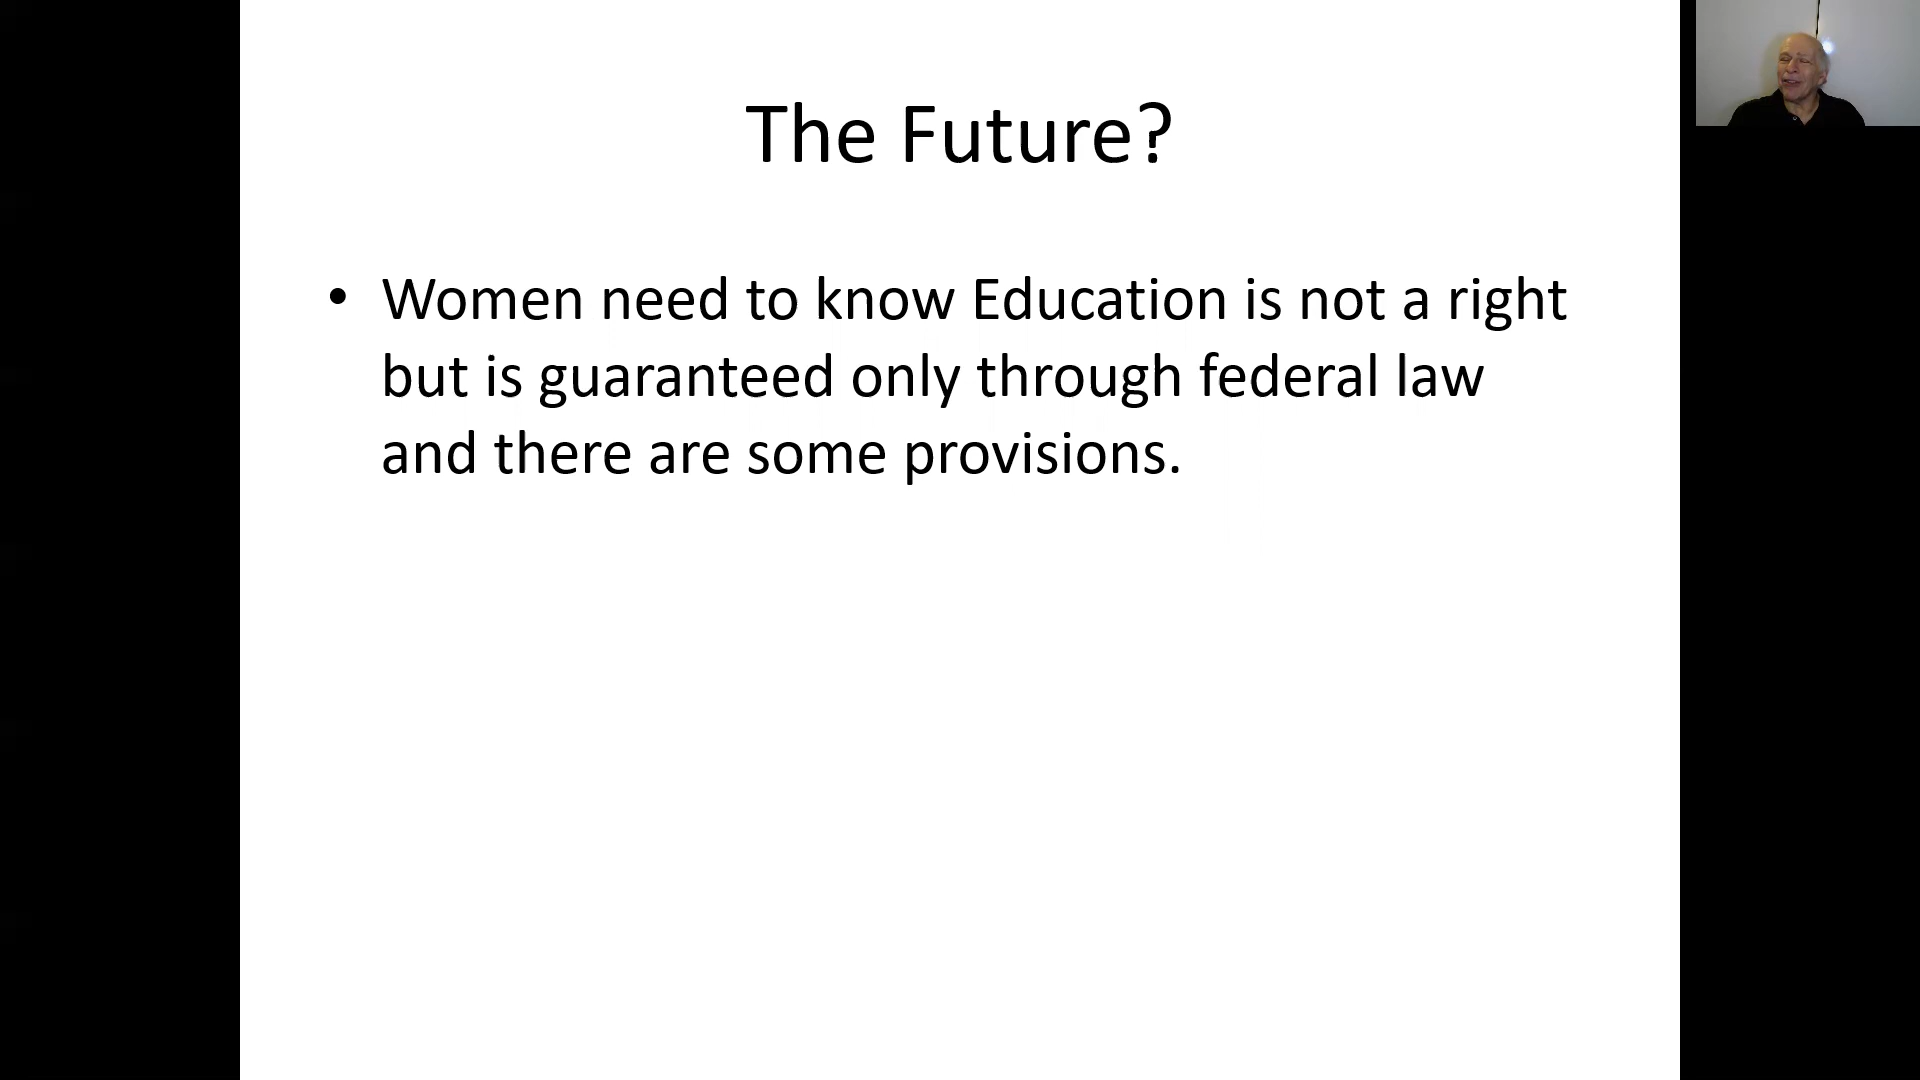 The Future?
• Women need to know Education is not a right
but is guaranteed only through federal law
and there are some provisions.